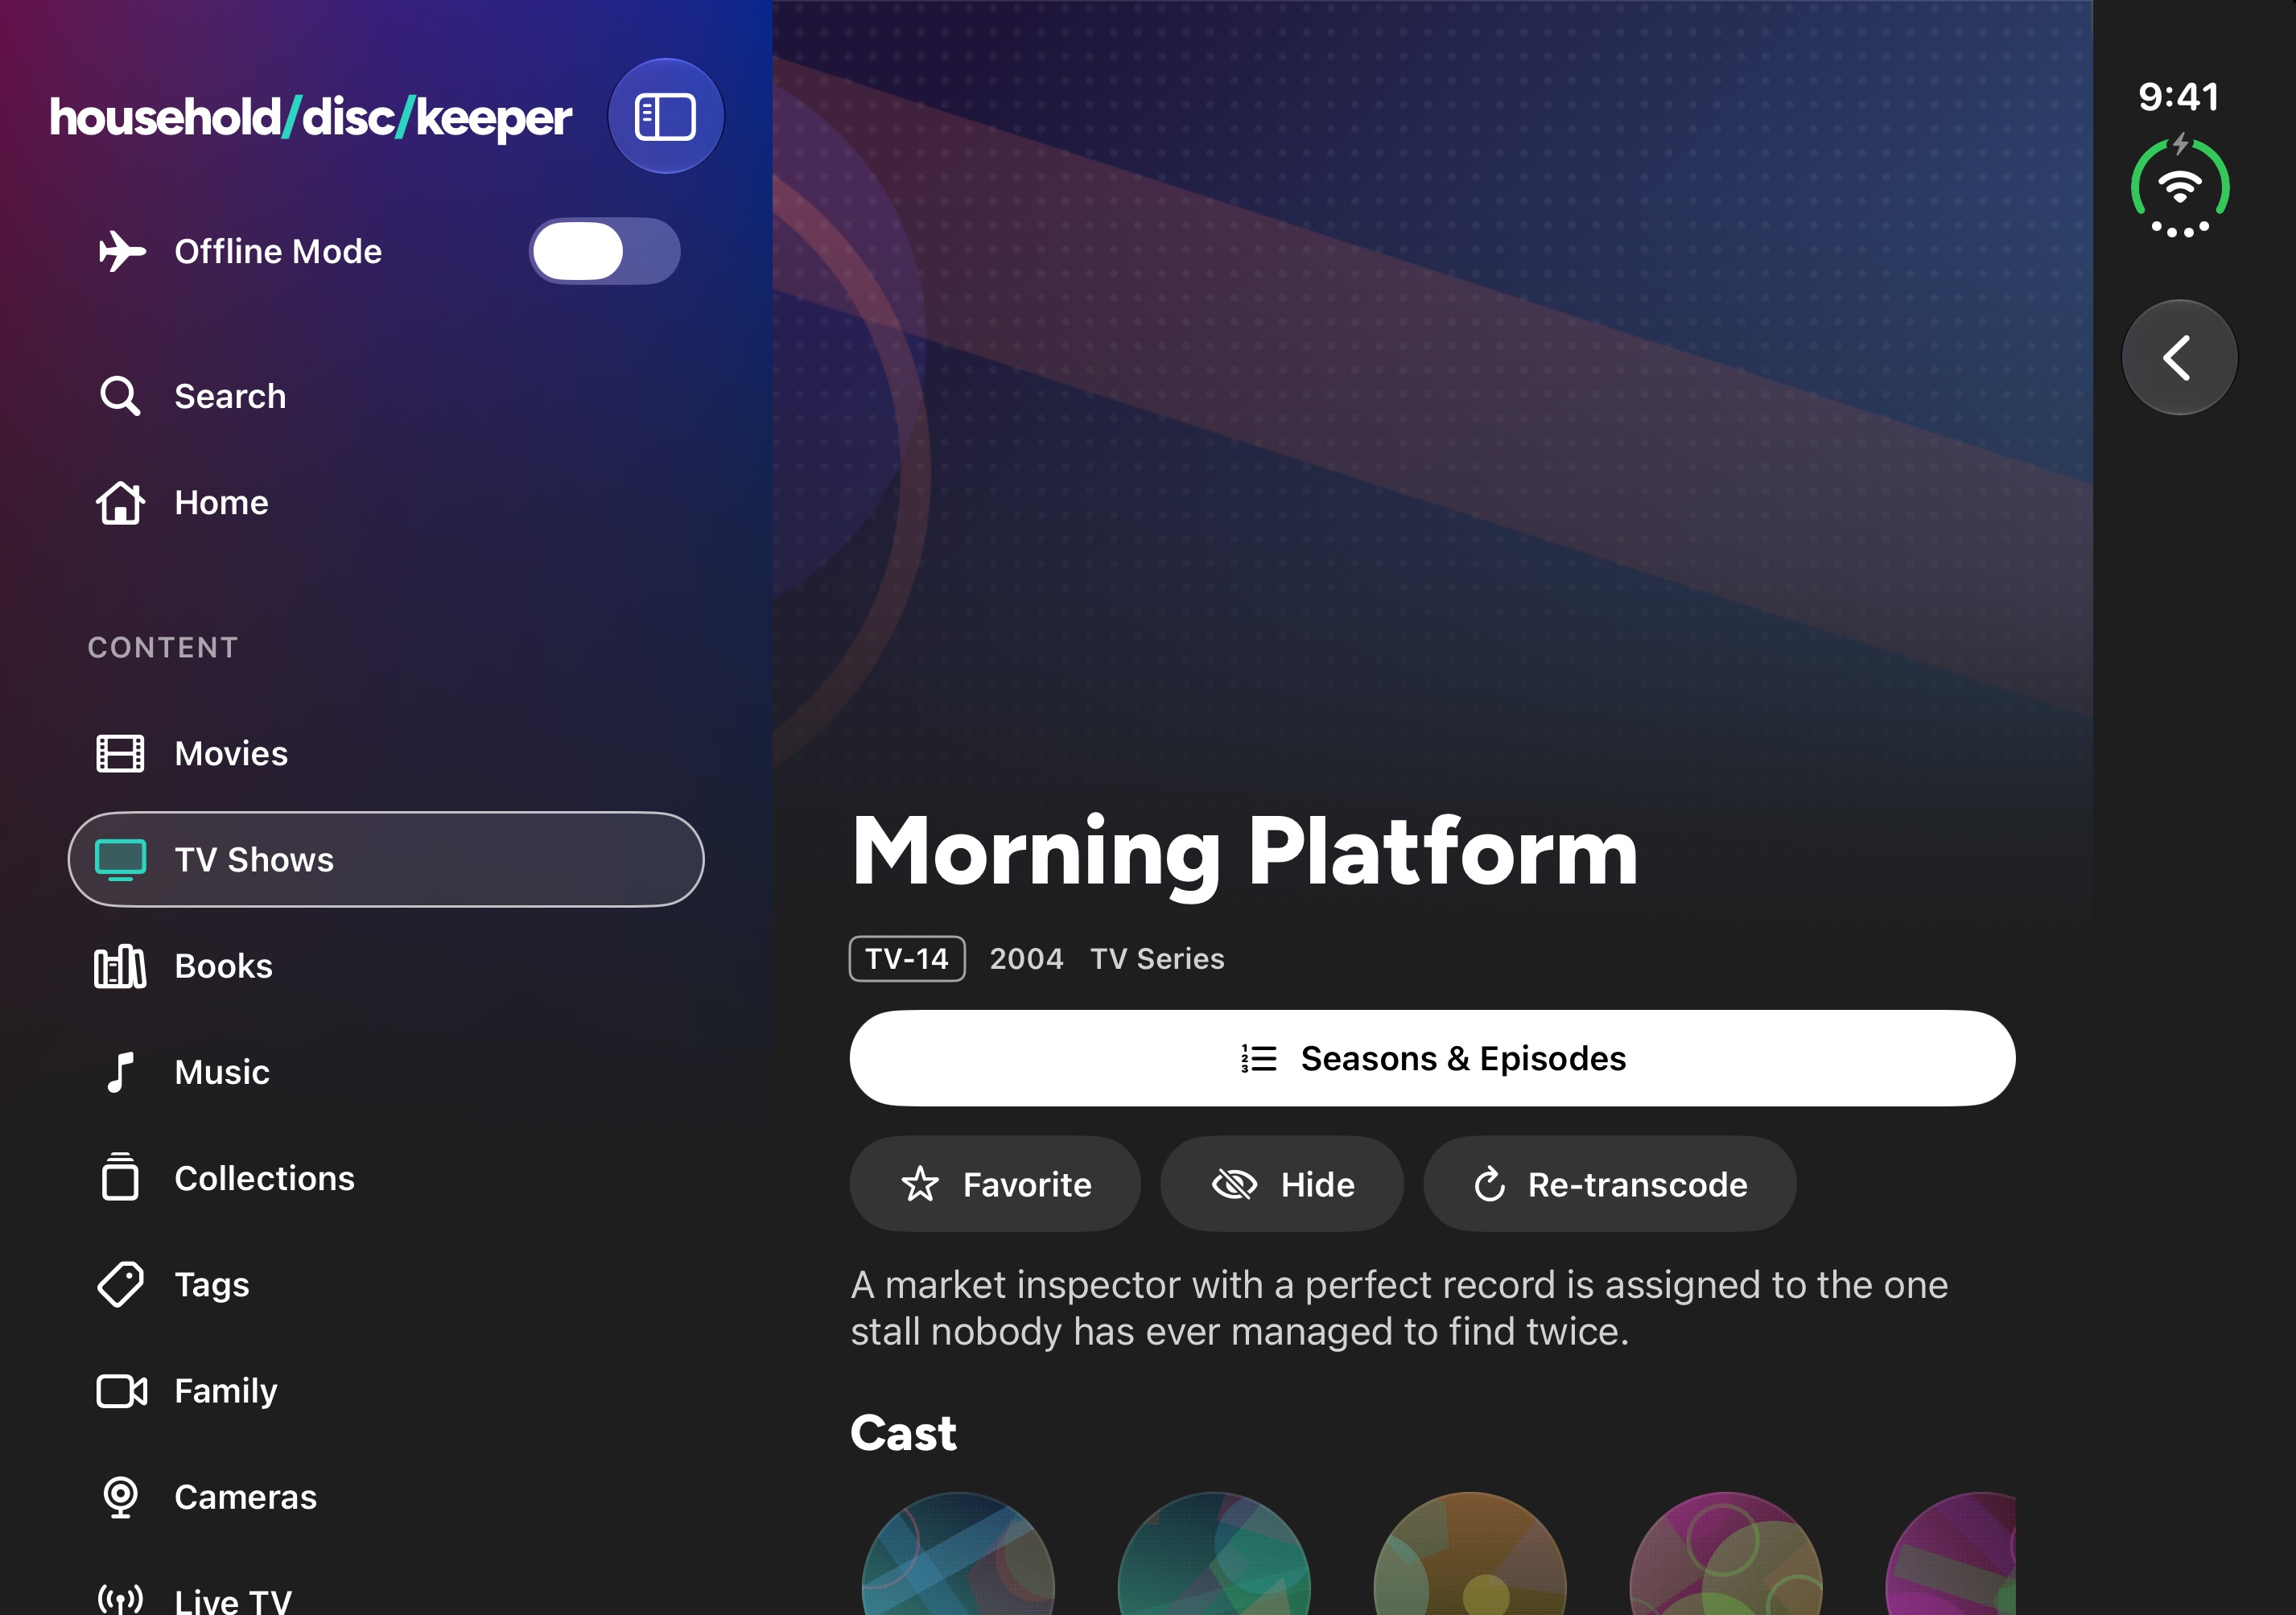 household/disc/keeper
Offline Mode
Search
Home
CONTENT
Movies
TV Shows
Books
Music
Collections
Tags
Family
Cameras
Live TV
9:41
Morning Platform
TV-14 2004 TV Series
Seasons & Episodes
Favorite Hide Re-transcode
A market inspector with a perfect record is assigned to the one
stall nobody has ever managed to find twice.
Cast